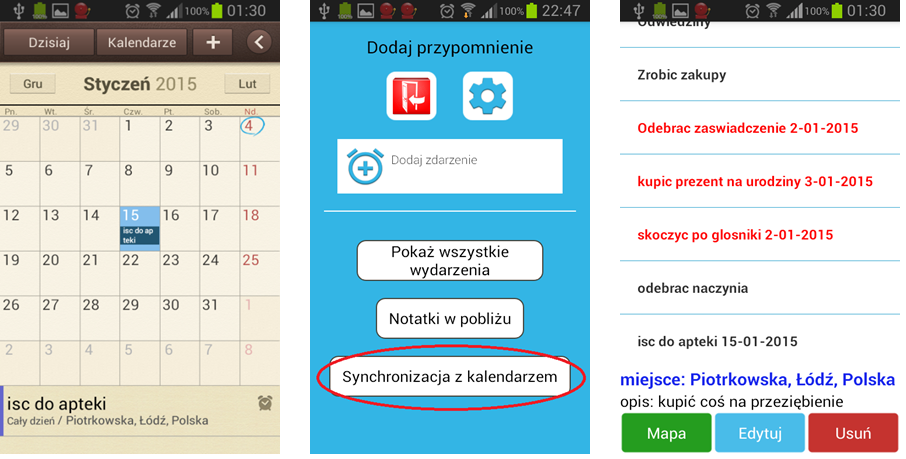 100% 01:30
Dzisiaj Kalendarze + <
Gru Styczeń 2015 Lut
Pn. Wt. Śr. Czw. Pt. Sob. Nd.
29 30 31 1 2 3 4
5 6 7 8 9 10 11
12 13 14 15 16 17 18
isc do ap
teki
19 20 21 22 23 24 25
26 27 28 29 30 31 1
2 3 4 5 6 7 8
isc do apteki
Cały dzień / Piotrkowska, Łódź, Polska
100% 22:47
Dodaj przypomnienie
Dodaj zdarzenie
Pokaż wszystkie
wydarzenia
Notatki w pobliżu
Synchronizacja z kalendarzem
100% 01:30
Odwiedziny
Zrobic zakupy
Odebrac zaswiadczenie 2-01-2015
kupic prezent na urodziny 3-01-2015
skoczyc po glosniki 2-01-2015
odebrac naczynia
isc do apteki 15-01-2015
miejsce: Piotrkowska, Łódź, Polska
opis: kupić coś na przeziębienie
Mapa Edytuj Usuń